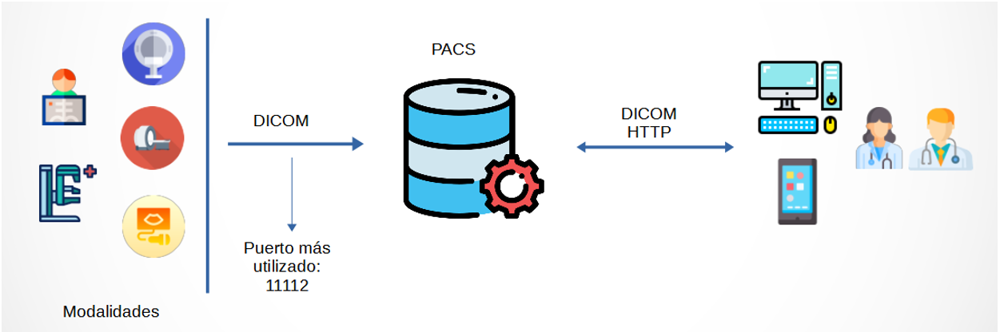 PACS
DICOM
DICOM
HTTP
Puerto más
utilizado:
11112
Modalidades